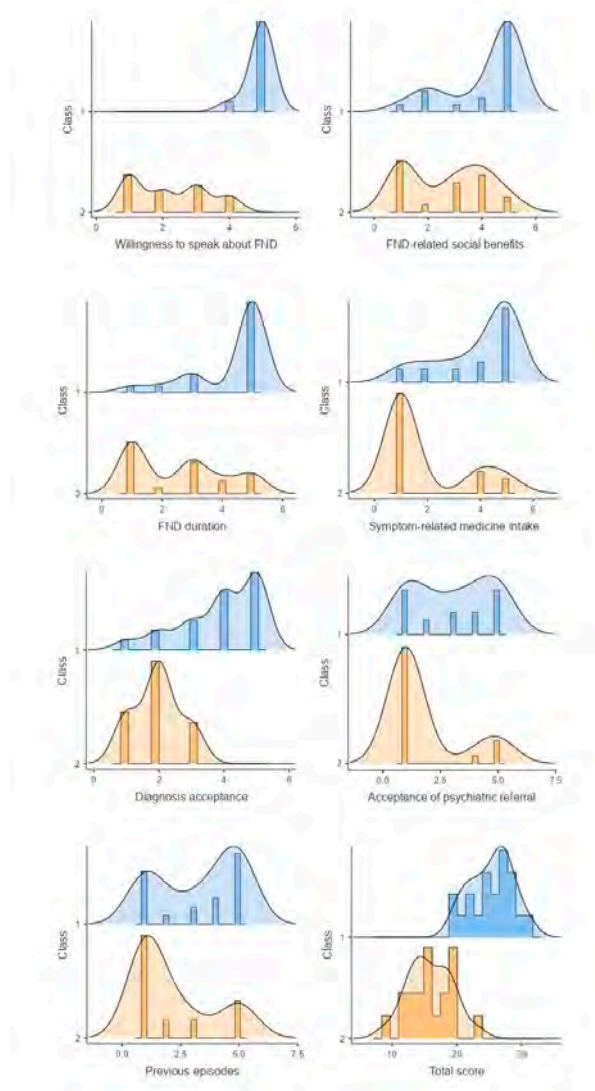 Class
1
2
0 2 4 6
Willingness to speak about FND
Class
1
2
0 2 4 6
FND-related social benefits
Class
1
2
0 2 4 6
FND duration
Class
1
2
0 2 4 6
Symptom-related medicine intake
Class
1
2
0 2 4 6
Diagnosis acceptance
Class
1
2
0.0 2.5 5.0 7.5
Acceptance of psychiatric referral
Class
1
2
0.0 2.5 5.0 7.5
Previous episodes
Class
1
2
10 20 30
Total score